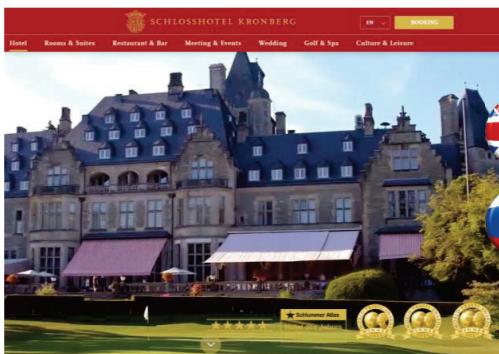 SCHLOSSHOTEL KRONBERG
EN
BOOKING
Hotel Rooms & Suites Restaurant & Bar Meeting & Events Wedding Golf & Spa Culture & Leisure
Schlummer Atlas